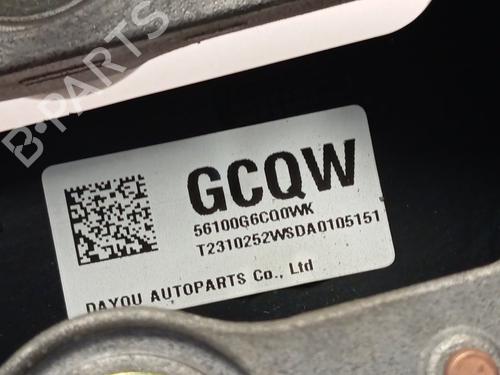 B-PARTS
GCQW
56100G6CQ0WK
T2310252WSDA0105151
DAYOU AUTOPARTS Co., Ltd